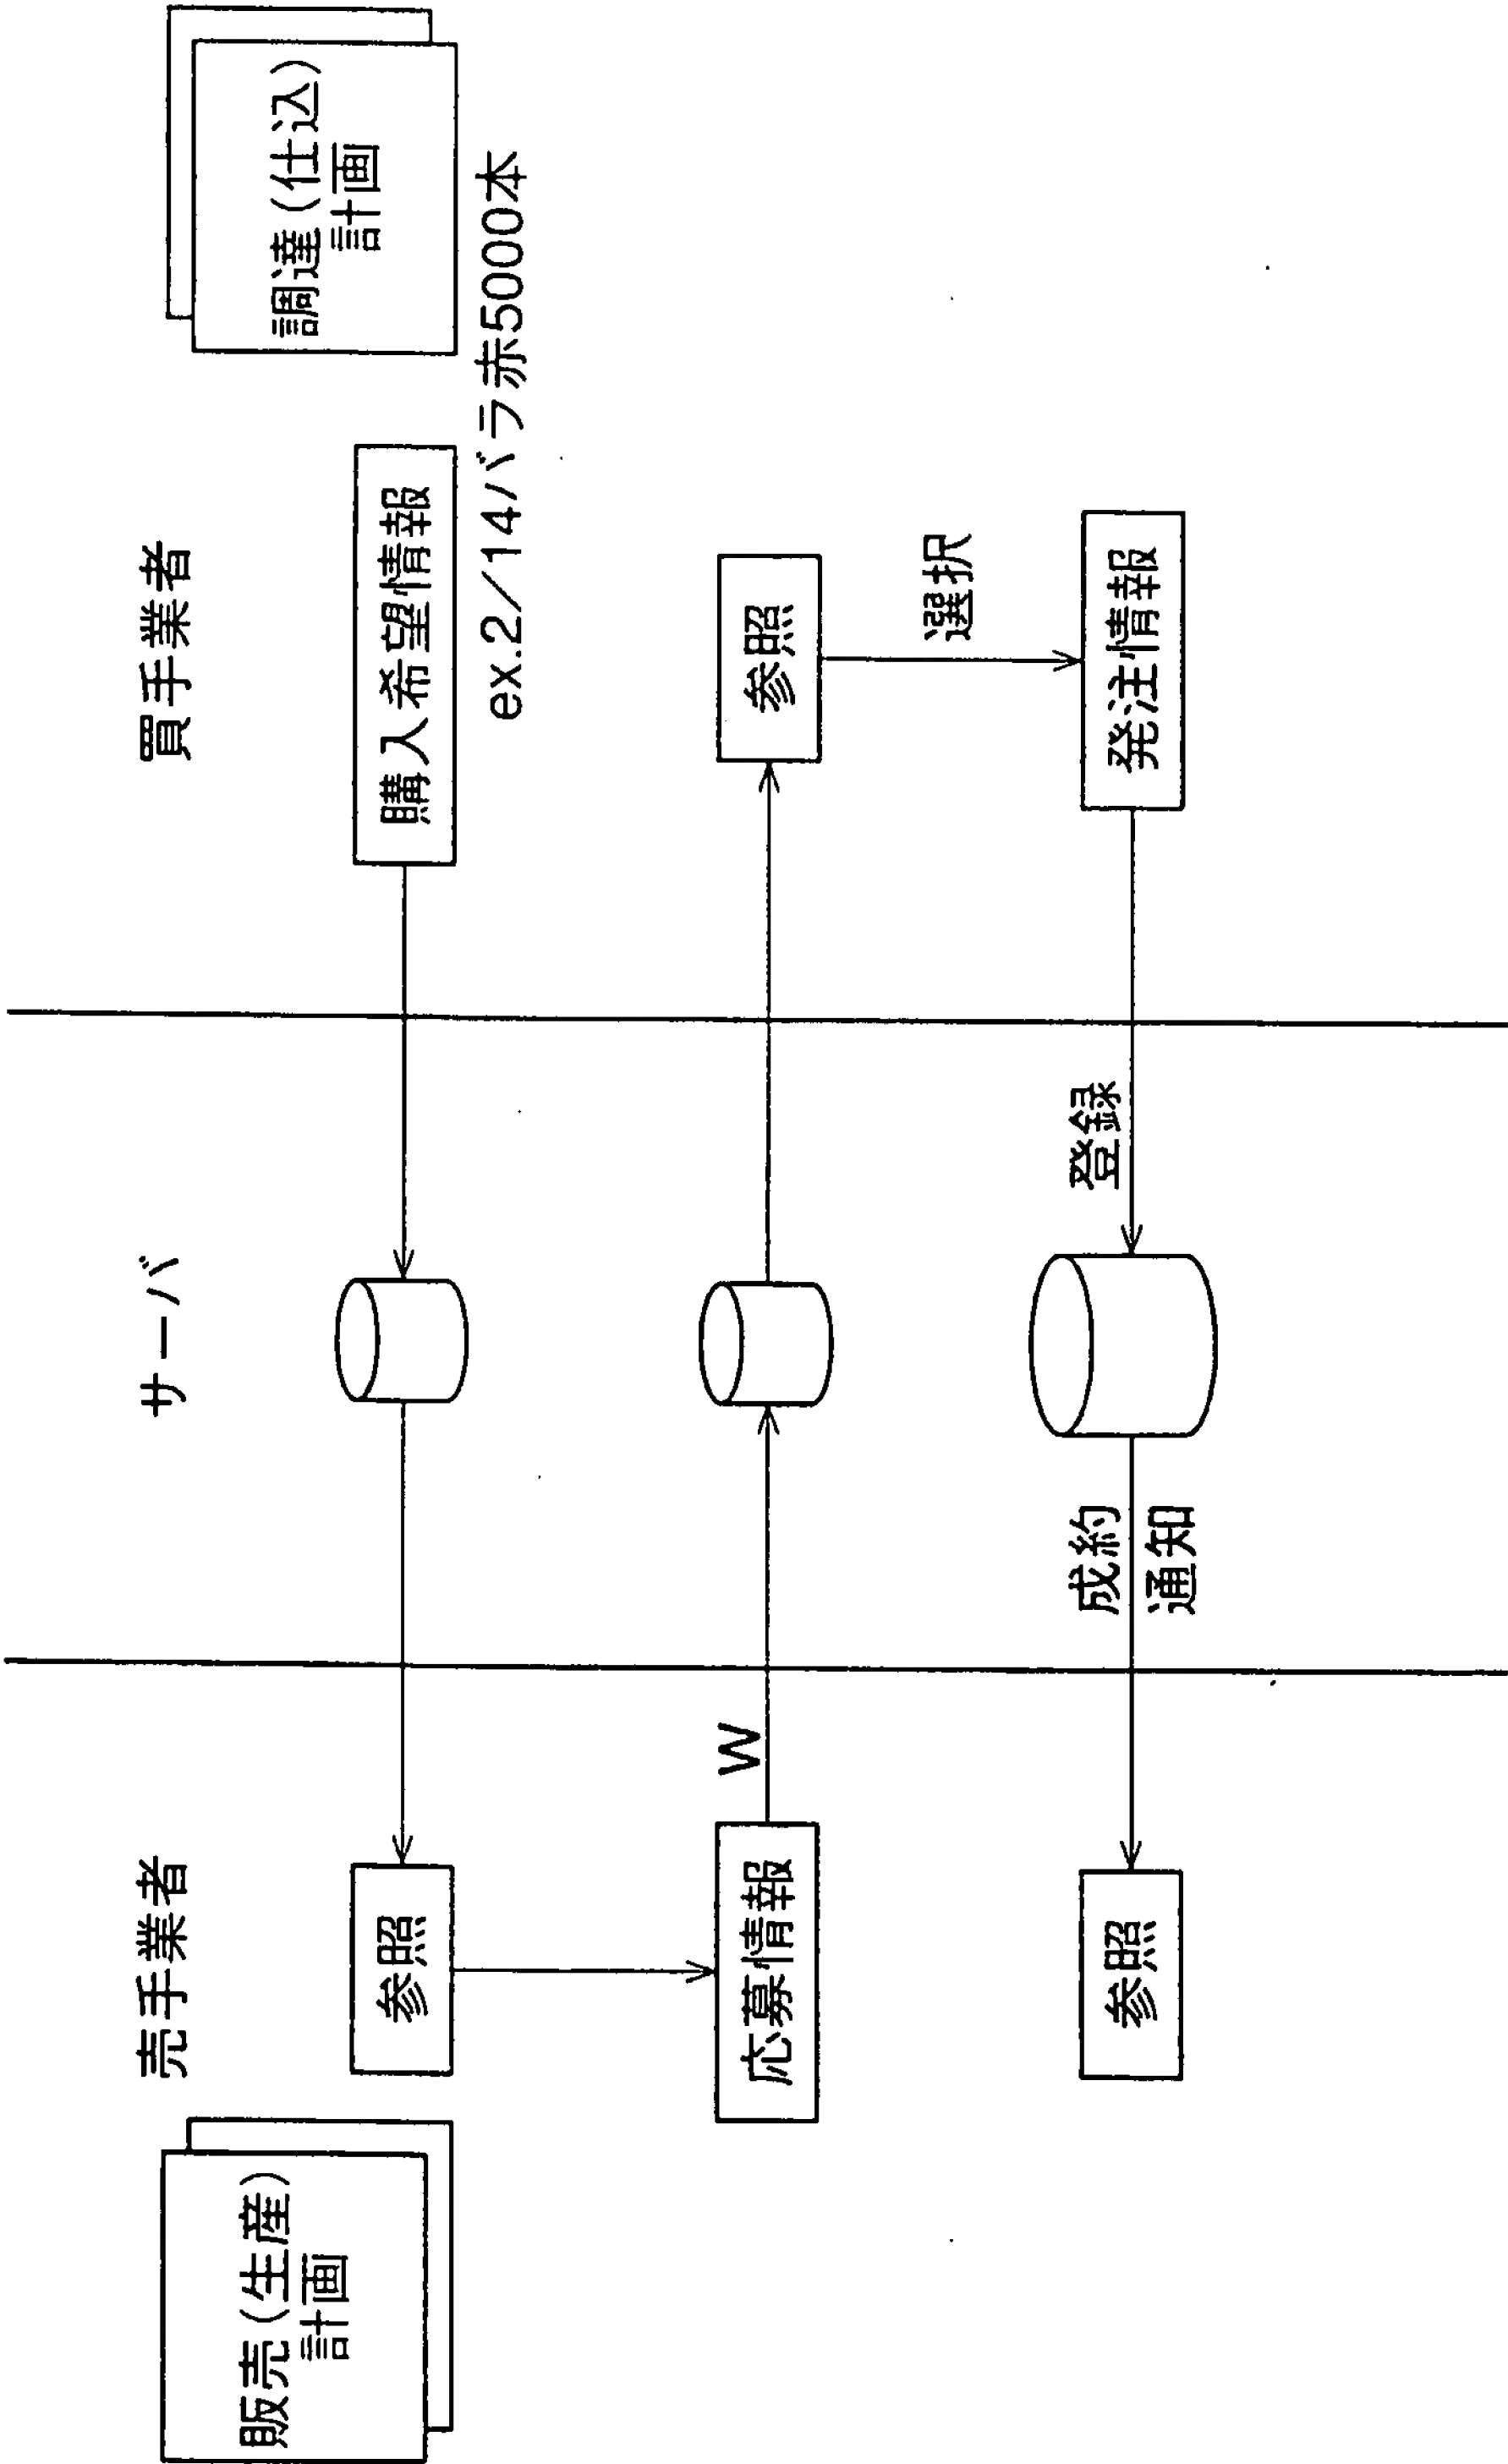 売手業者
サーバ
買手業者
販売(生産)
計画
調達(仕込)
計画
参照
購入希望情報
ex.2/14バラ赤5000本
応募情報
W
参照
選択
参照
成約
通知
登録
発注情報